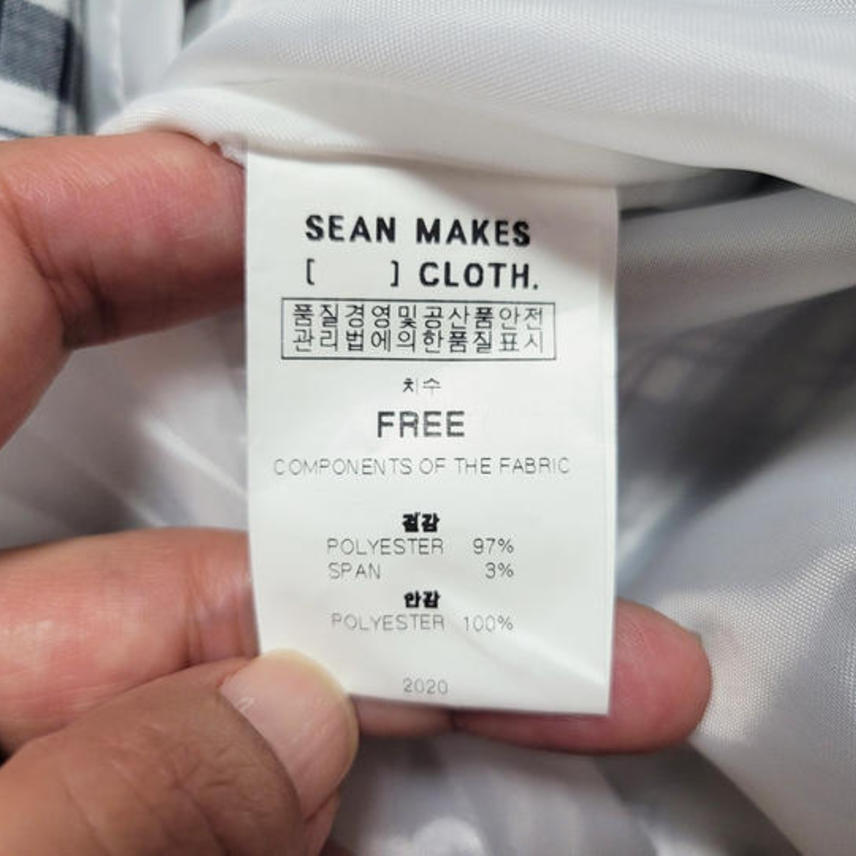 SEAN MAKES
[ ] CLOTH.
품질경영및공산품안전
관리법에의한품질표시
치수
FREE
COMPONENTS OF THE FABRIC
겉감
POLYESTER 97%
SPAN 3%
안감
POLYESTER 100%
2020